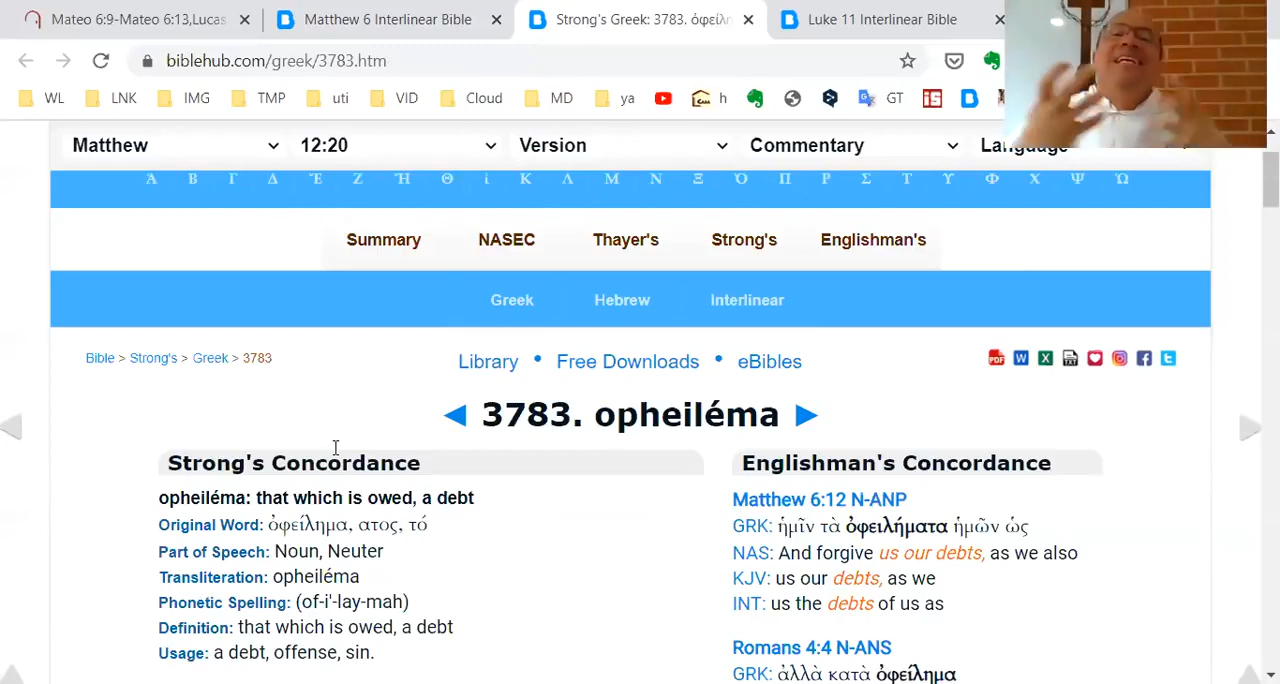 Mateo 6:9-Mateo 6:13,Lucas
Matthew 6 Interlinear Bible
Strong's Greek: 3783. ὀφείλη
Luke 11 Interlinear Bible
biblehub.com/greek/3783.htm
WL LNK IMG TMP uti VID Cloud MD ya h GT
Matthew 12:20 Version Commentary Language
Α Β Γ Δ Ἐ Ζ Ἡ Θ Ἰ Κ Λ Μ Ν Ξ Ὀ Π Ρ Σ Τ Υ Φ Χ Ψ Ὠ
Summary NASEC Thayer's Strong's Englishman's
Greek Hebrew Interlinear
Bible > Strong's > Greek > 3783
Library • Free Downloads • eBibles
◄ 3783. opheiléma ►
Strong's Concordance
opheiléma: that which is owed, a debt
Original Word: ὀφείλημα, ατος, τό
Part of Speech: Noun, Neuter
Transliteration: opheiléma
Phonetic Spelling: (of-i'-lay-mah)
Definition: that which is owed, a debt
Usage: a debt, offense, sin.
Englishman's Concordance
Matthew 6:12 N-ANP
GRK: ἡμῖν τὰ ὀφειλήματα ἡμῶν ὡς
NAS: And forgive us our debts, as we also
KJV: us our debts, as we
INT: us the debts of us as
Romans 4:4 N-ANS
GRK: ἀλλὰ κατὰ ὀφείλημα